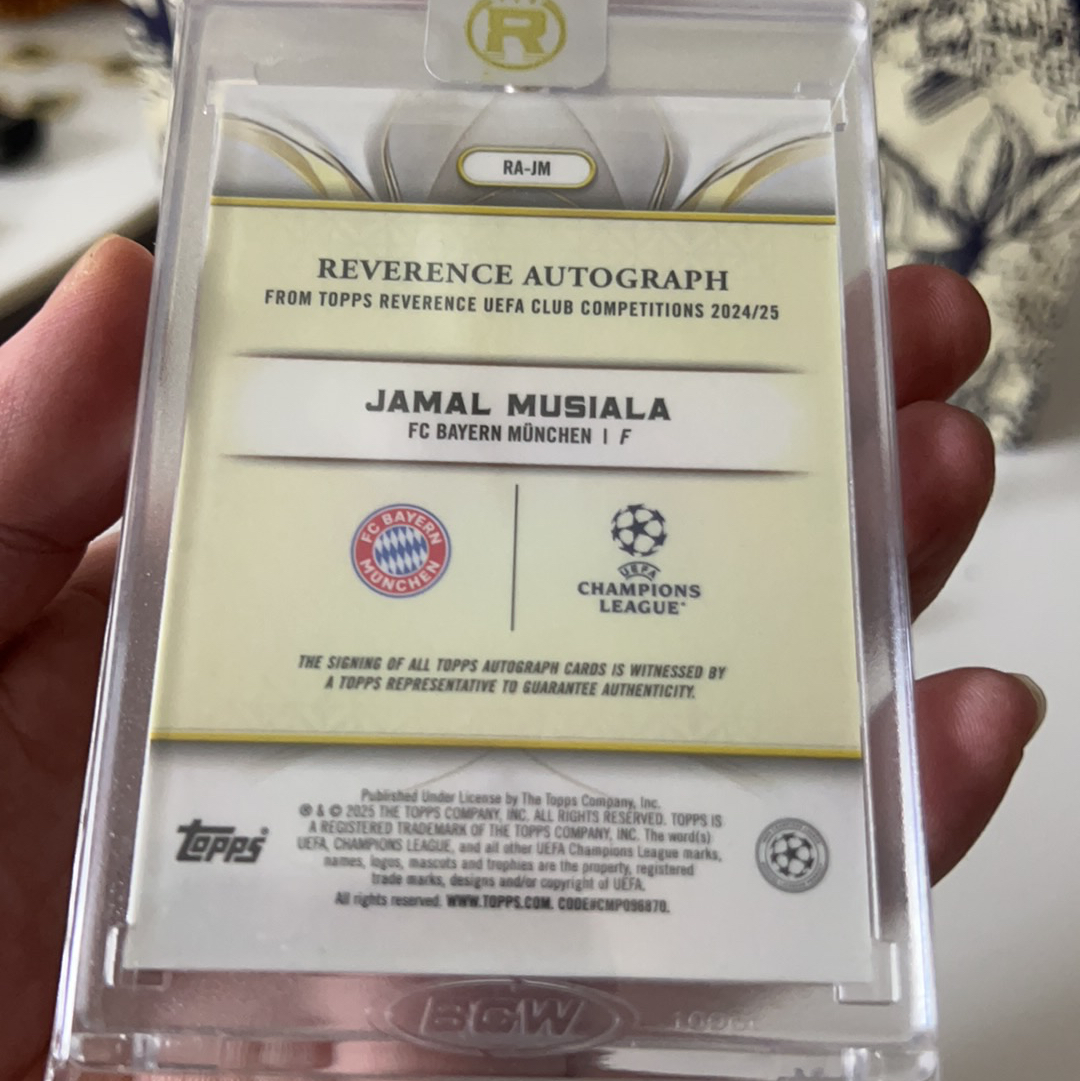 R
RA-JM
REVERENCE AUTOGRAPH
FROM TOPPS REVERENCE UEFA CLUB COMPETITIONS 2024/25
JAMAL MUSIALA
FC BAYERN MÜNCHEN | F
FC BAYERN
MÜNCHEN
UEFA
CHAMPIONS
LEAGUE
THE SIGNING OF ALL TOPPS AUTOGRAPH CARDS IS WITNESSED BY
A TOPPS REPRESENTATIVE TO GUARANTEE AUTHENTICITY.
Published Under License by The Topps Company, Inc.
® & © 2025 THE TOPPS COMPANY, INC. ALL RIGHTS RESERVED. TOPPS IS
A REGISTERED TRADEMARK OF THE TOPPS COMPANY, INC. The word(s)
UEFA, CHAMPIONS LEAGUE, and all other UEFA Champions League marks,
names, logos, mascots and trophies are the property, registered
trade marks, designs and/or copyright of UEFA.
All rights reserved. WWW.TOPPS.COM. CODE#CMP096870.
topps
BGW